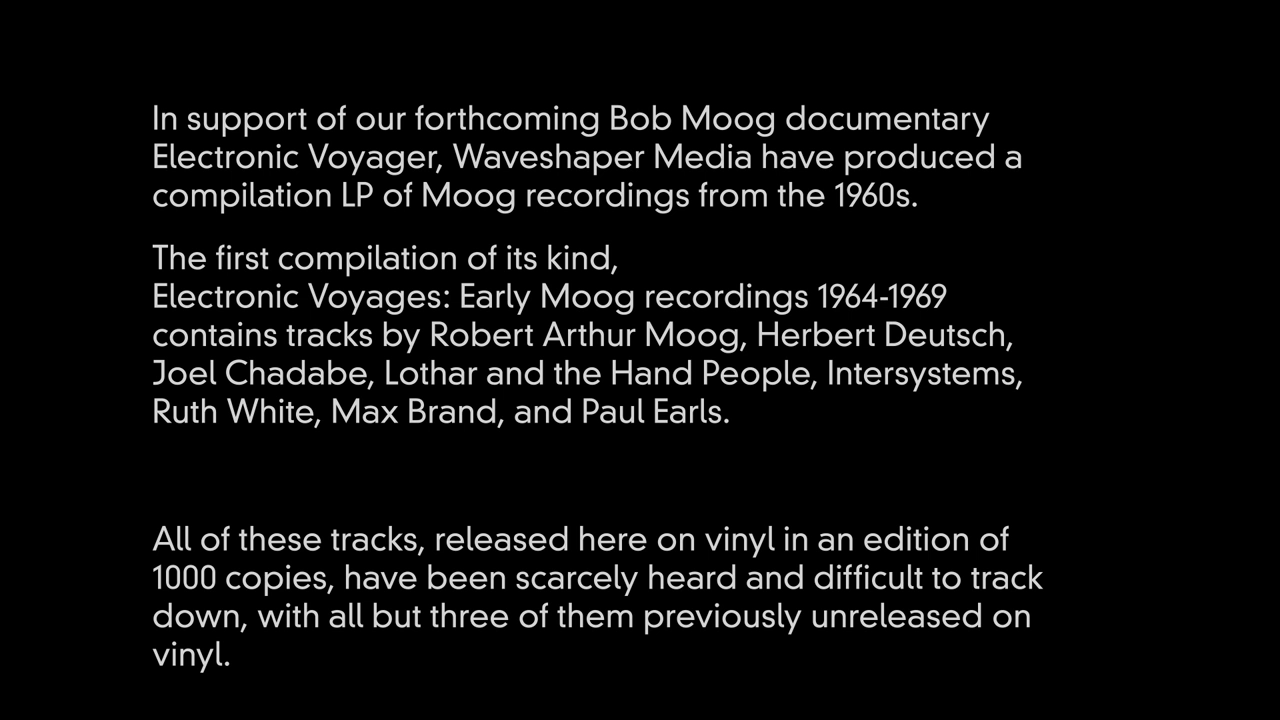 In support of our forthcoming Bob Moog documentary
Electronic Voyager, Waveshaper Media have produced a
compilation LP of Moog recordings from the 1960s.
The first compilation of its kind,
Electronic Voyages: Early Moog recordings 1964-1969
contains tracks by Robert Arthur Moog, Herbert Deutsch,
Joel Chadabe, Lothar and the Hand People, Intersystems,
Ruth White, Max Brand, and Paul Earls.
All of these tracks, released here on vinyl in an edition of
1000 copies, have been scarcely heard and difficult to track
down, with all but three of them previously unreleased on
vinyl.